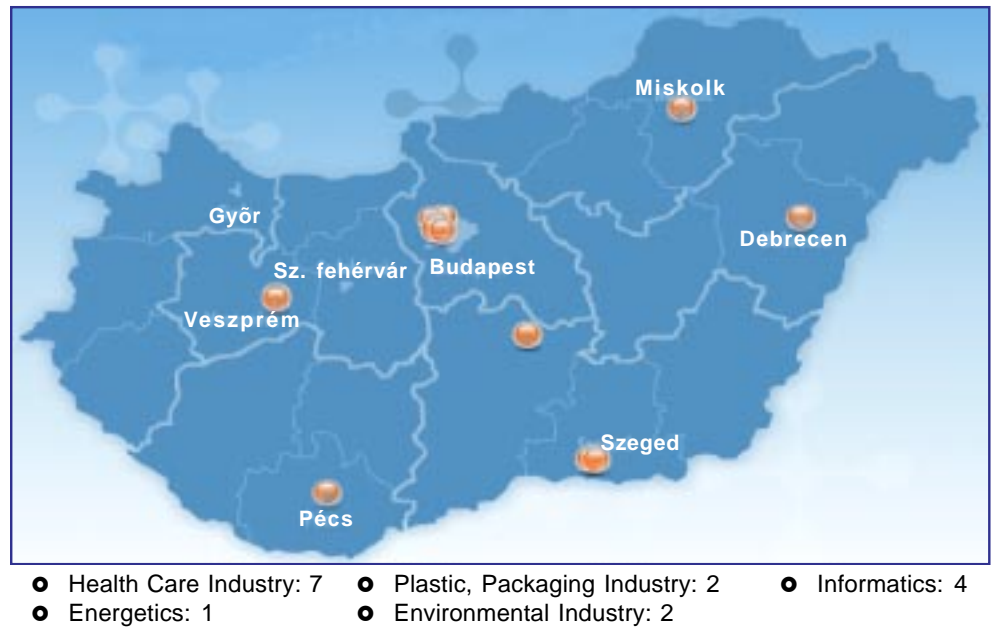 Miskolk
Gyõr
Debrecen
Sz. fehérvár
Budapest
Veszprém
Szeged
Pécs
Health Care Industry: 7
Plastic, Packaging Industry: 2
Informatics: 4
Energetics: 1
Environmental Industry: 2